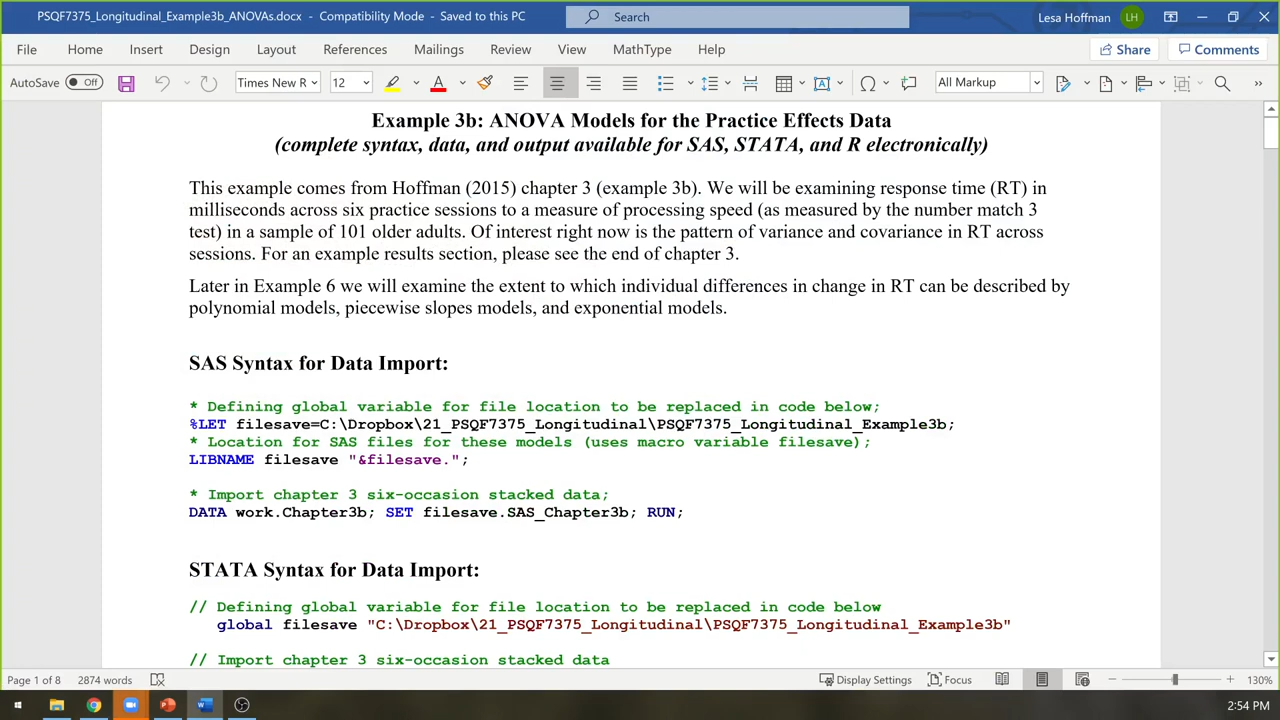 PSQF7375_Longitudinal_Example3b_ANOVAs.docx - Compatibility Mode - Saved to this PC
Search
Lesa Hoffman LH
File Home Insert Design Layout References Mailings Review View MathType Help Share Comments
AutoSave Off Times New R 12 All Markup
Example 3b: ANOVA Models for the Practice Effects Data
(complete syntax, data, and output available for SAS, STATA, and R electronically)
This example comes from Hoffman (2015) chapter 3 (example 3b). We will be examining response time (RT) in
milliseconds across six practice sessions to a measure of processing speed (as measured by the number match 3
test) in a sample of 101 older adults. Of interest right now is the pattern of variance and covariance in RT across
sessions. For an example results section, please see the end of chapter 3.
Later in Example 6 we will examine the extent to which individual differences in change in RT can be described by
polynomial models, piecewise slopes models, and exponential models.
SAS Syntax for Data Import:
* Defining global variable for file location to be replaced in code below;
%LET filesave=C:\Dropbox\21_PSQF7375_Longitudinal\PSQF7375_Longitudinal_Example3b;
* Location for SAS files for these models (uses macro variable filesave);
LIBNAME filesave "&filesave.";
* Import chapter 3 six-occasion stacked data;
DATA work.Chapter3b; SET filesave.SAS_Chapter3b; RUN;
STATA Syntax for Data Import:
// Defining global variable for file location to be replaced in code below
global filesave "C:\Dropbox\21_PSQF7375_Longitudinal\PSQF7375_Longitudinal_Example3b"
// Import chapter 3 six-occasion stacked data
Page 1 of 8 2874 words Display Settings Focus 130%
2:54 PM